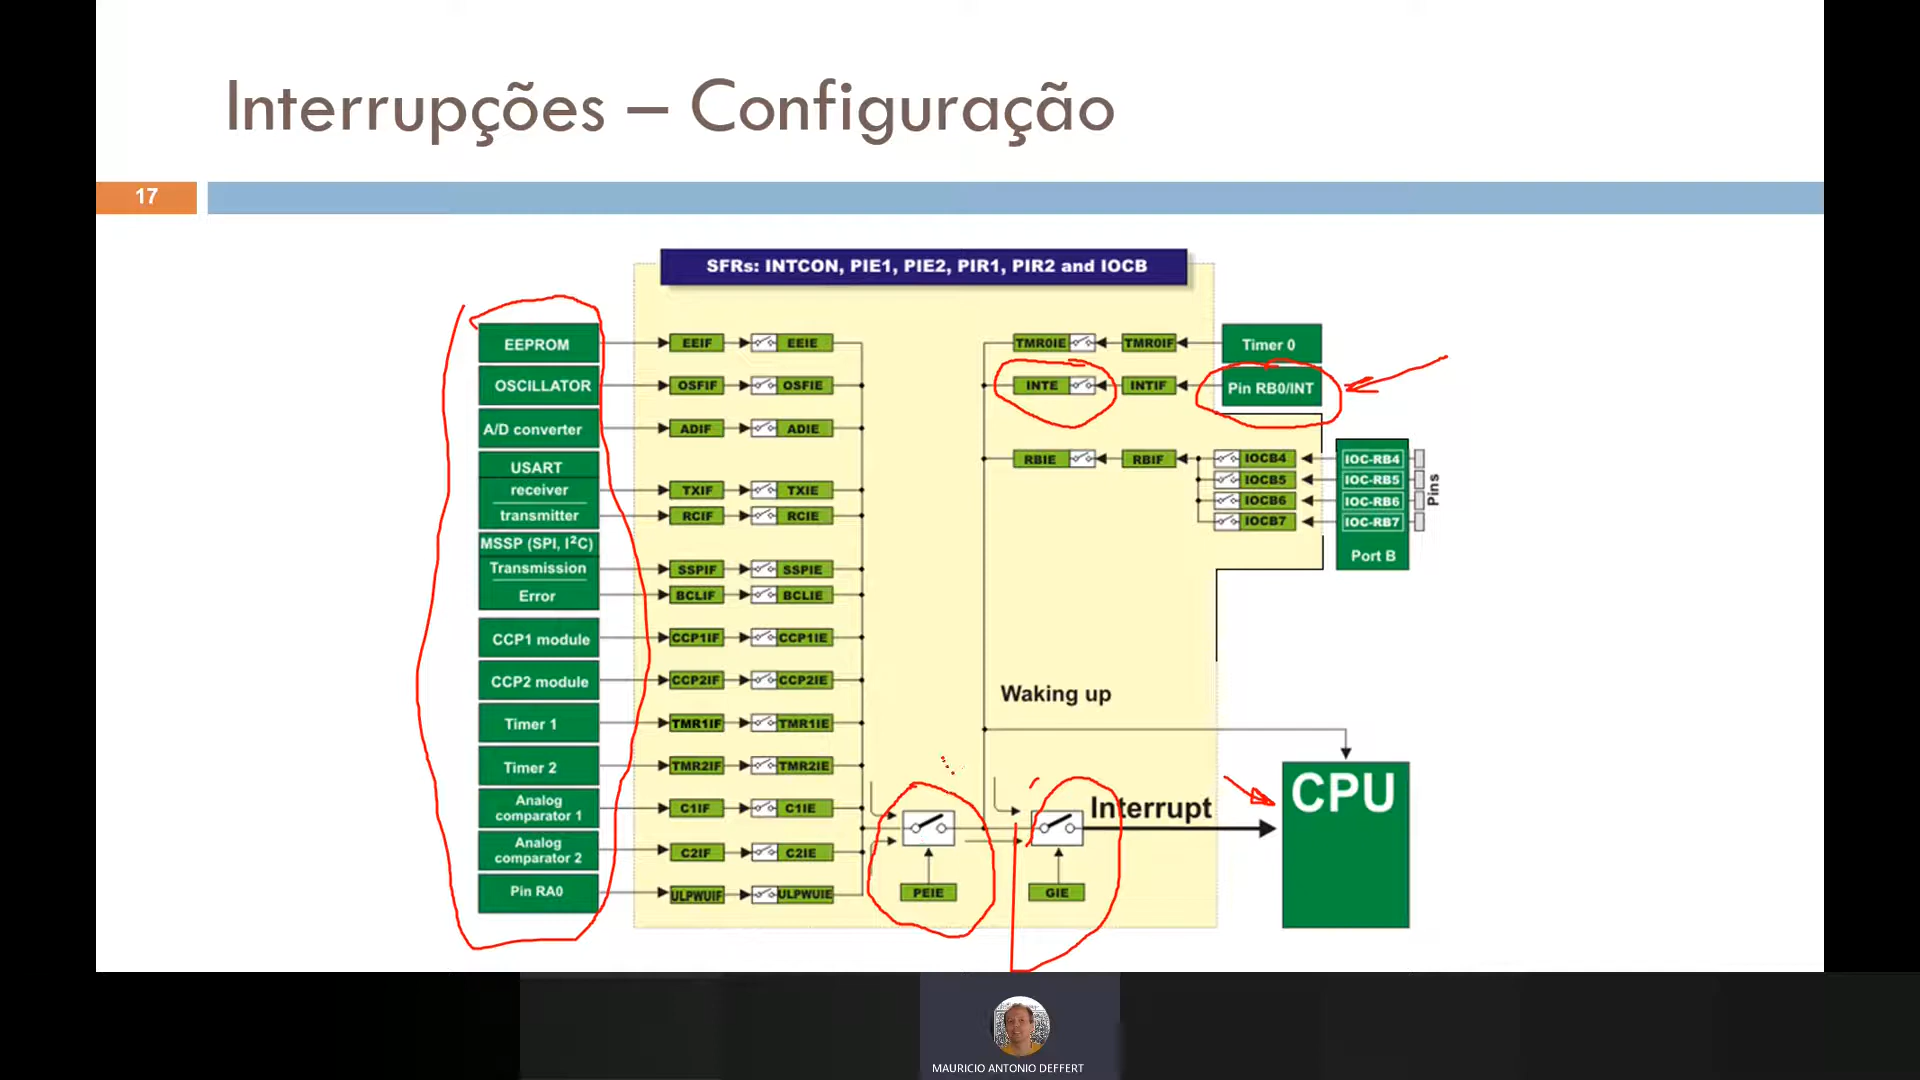 Interrupções – Configuração
17
SFRs: INTCON, PIE1, PIE2, PIR1, PIR2 and IOCB
EEPROM
EEIF
EEIE
OSCILLATOR
OSFIF
OSFIE
A/D converter
ADIF
ADIE
USART
receiver
TXIF
TXIE
transmitter
RCIF
RCIE
MSSP (SPI, I²C)
Transmission
SSPIF
SSPIE
Error
BCLIF
BCLIE
CCP1 module
CCP1IF
CCP1IE
CCP2 module
CCP2IF
CCP2IE
Timer 1
TMR1IF
TMR1IE
Timer 2
TMR2IF
TMR2IE
Analog
comparator 1
C1IF
C1IE
Analog
comparator 2
C2IF
C2IE
Pin RA0
ULPWUIF
ULPWUIE
TMR0IE
TMR0IF
Timer 0
INTE
INTIF
Pin RB0/INT
RBIE
RBIF
IOCB4
IOC-RB4
IOCB5
IOC-RB5
IOCB6
IOC-RB6
IOCB7
IOC-RB7
Pins
Port B
Waking up
PEIE
GIE
Interrupt
CPU
MAURICIO ANTONIO DEFFERT